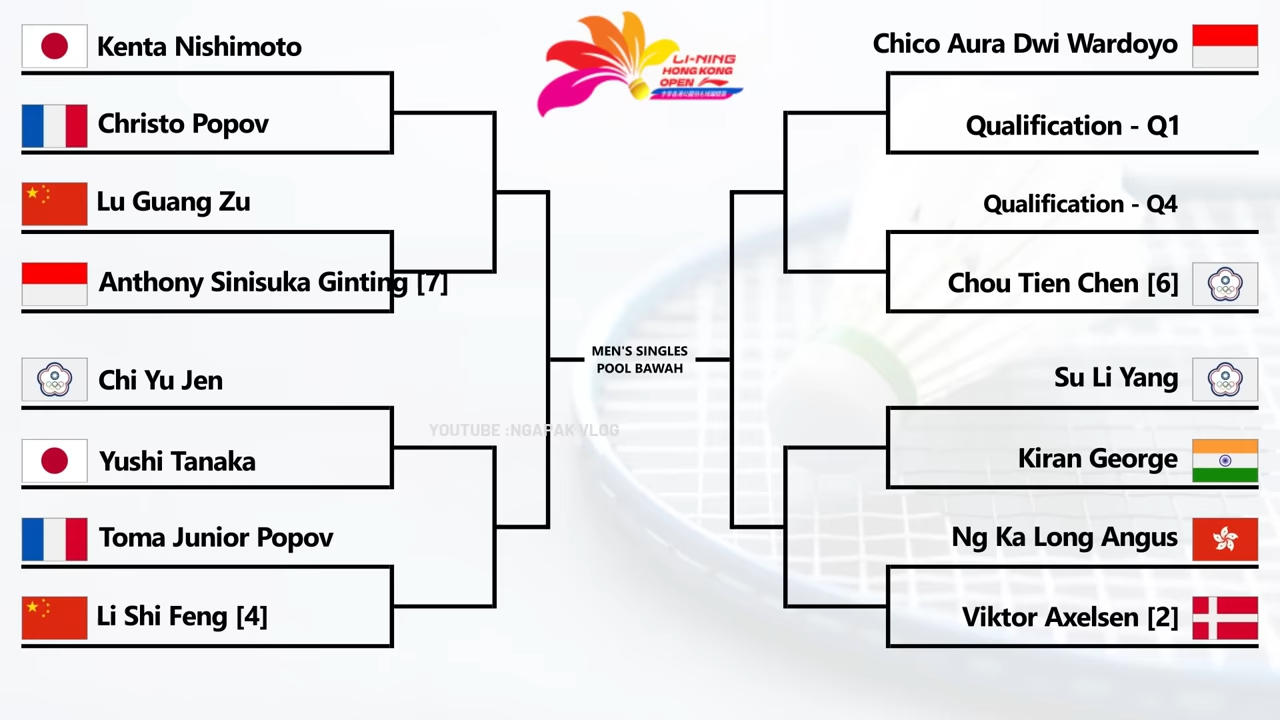 Kenta Nishimoto
Christo Popov
Lu Guang Zu
Anthony Sinisuka Ginting [7]
Chi Yu Jen
Yushi Tanaka
Toma Junior Popov
Li Shi Feng [4]
LI-NING
HONG KONG
OPEN
MEN'S SINGLES
POOL BAWAH
YOUTUBE :NGAPAK VLOG
Chico Aura Dwi Wardoyo
Qualification - Q1
Qualification - Q4
Chou Tien Chen [6]
Su Li Yang
Kiran George
Ng Ka Long Angus
Viktor Axelsen [2]